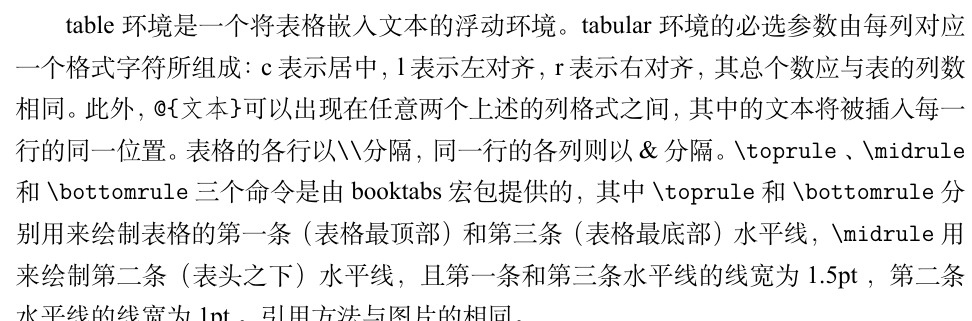 table 环境是一个将表格嵌入文本的浮动环境。tabular 环境的必选参数由每列对应
一个格式字符所组成：c 表示居中，l 表示左对齐，r 表示右对齐，其总个数应与表的列数
相同。此外，@{文本}可以出现在任意两个上述的列格式之间，其中的文本将被插入每一
行的同一位置。表格的各行以\\分隔，同一行的各列则以 & 分隔。\toprule 、\midrule
和 \bottomrule 三个命令是由 booktabs 宏包提供的，其中 \toprule 和 \bottomrule 分
别用来绘制表格的第一条（表格最顶部）和第三条（表格最底部）水平线，\midrule 用
来绘制第二条（表头之下）水平线，且第一条和第三条水平线的线宽为 1.5pt ，第二条
水平线的线宽为 1pt ，引用方法与图片的相同。